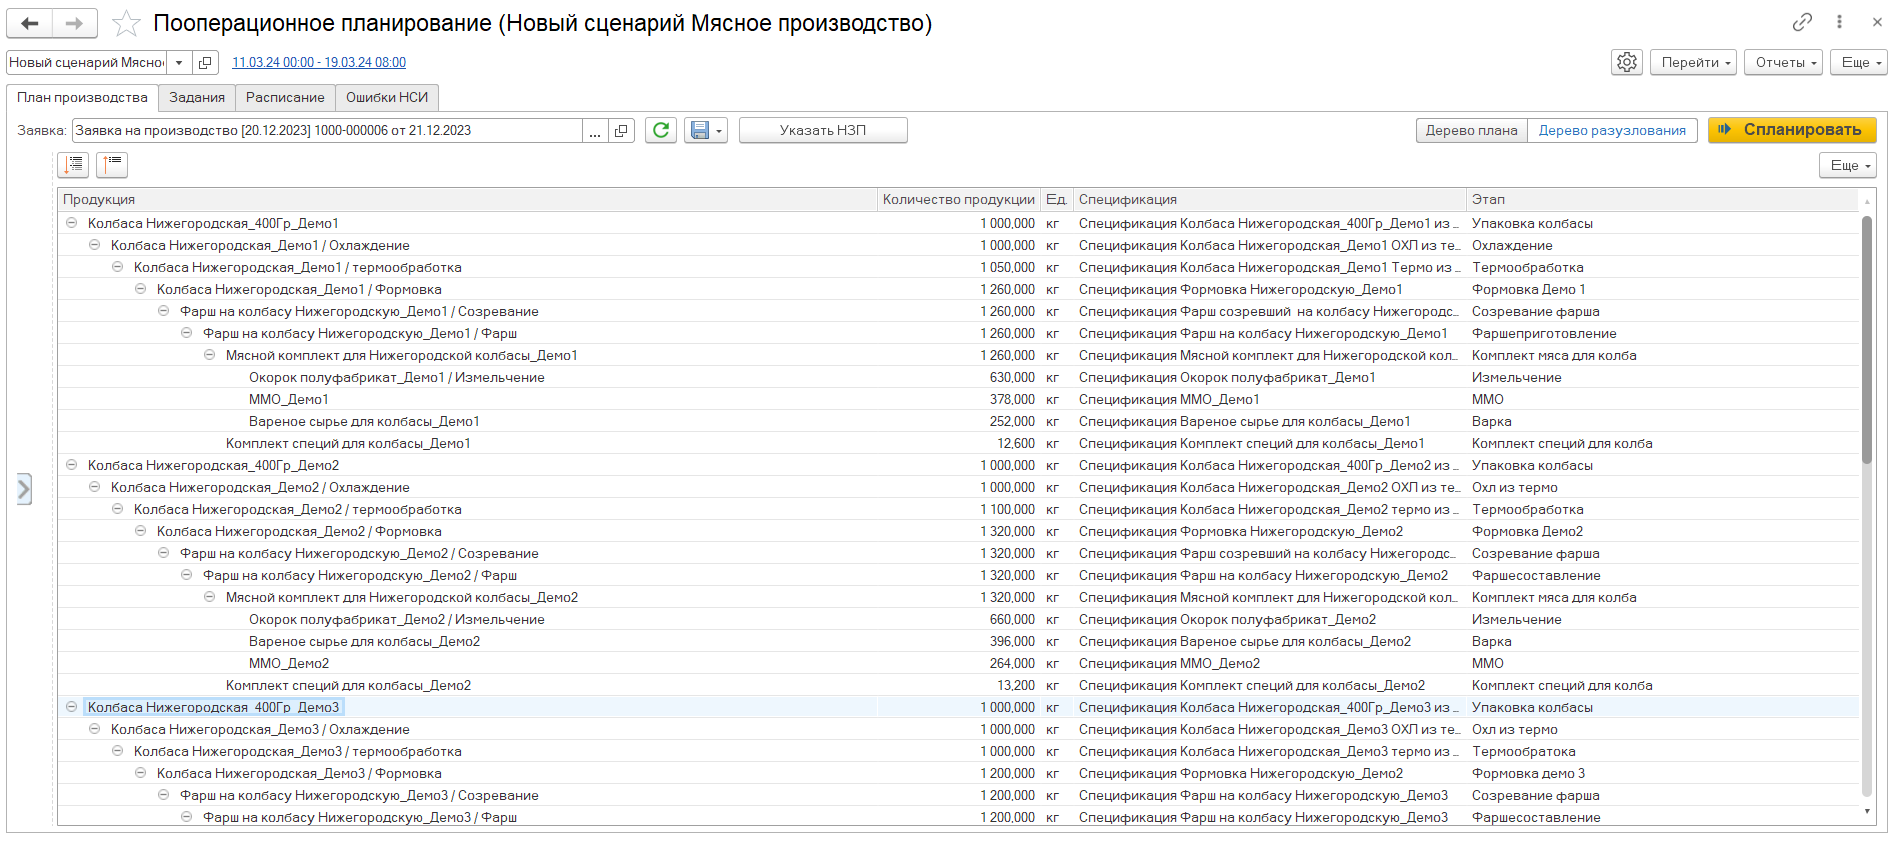 Пооперационное планирование (Новый сценарий Мясное производство)
Новый сценарий Мясно 11.03.24 00:00 - 19.03.24 08:00 Перейти Отчеты Еще
План производства Задания Расписание Ошибки НСИ
Заявка: Заявка на производство [20.12.2023] 1000-000006 от 21.12.2023 ... Указать НЗП Дерево плана Дерево разузлования Спланировать
Еще
Продукция Количество продукции Ед. Спецификация Этап
Колбаса Нижегородская_400Гр_Демо1 1 000,000 кг Спецификация Колбаса Нижегородская_400Гр_Демо1 из ... Упаковка колбасы
Колбаса Нижегородская_Демо1 / Охлаждение 1 000,000 кг Спецификация Колбаса Нижегородская_Демо1 ОХЛ из те... Охлаждение
Колбаса Нижегородская_Демо1 / термообработка 1 050,000 кг Спецификация Колбаса Нижегородская_Демо1 Термо из ... Термообработка
Колбаса Нижегородская_Демо1 / Формовка 1 260,000 кг Спецификация Формовка Нижегородскую_Демо1 Формовка Демо 1
Фарш на колбасу Нижегородскую_Демо1 / Созревание 1 260,000 кг Спецификация Фарш созревший на колбасу Нижегородс... Созревание фарша
Фарш на колбасу Нижегородскую_Демо1 / Фарш 1 260,000 кг Спецификация Фарш на колбасу Нижегородскую_Демо1 Фаршеприготовление
Мясной комплект для Нижегородской колбасы_Демо1 1 260,000 кг Спецификация Мясной комплект для Нижегородской кол... Комплект мяса для колба
Окорок полуфабрикат_Демо1 / Измельчение 630,000 кг Спецификация Окорок полуфабрикат_Демо1 Измельчение
ММО_Демо1 378,000 кг Спецификация ММО_Демо1 ММО
Вареное сырье для колбасы_Демо1 252,000 кг Спецификация Вареное сырье для колбасы_Демо1 Варка
Комплект специй для колбасы_Демо1 12,600 кг Спецификация Комплект специй для колбасы_Демо1 Комплект специй для колба
Колбаса Нижегородская_400Гр_Демо2 1 000,000 кг Спецификация Колбаса Нижегородская_400Гр_Демо2 из ... Упаковка колбасы
Колбаса Нижегородская_Демо2 / Охлаждение 1 000,000 кг Спецификация Колбаса Нижегородская_Демо2 ОХЛ из те... Охл из термо
Колбаса Нижегородская_Демо2 / термообработка 1 100,000 кг Спецификация Колбаса Нижегородская_Демо2 термо из ... Термообработка
Колбаса Нижегородская_Демо2 / Формовка 1 320,000 кг Спецификация Формовка Нижегородскую_Демо2 Формовка Демо2
Фарш на колбасу Нижегородскую_Демо2 / Созревание 1 320,000 кг Спецификация Фарш созревший на колбасу Нижегородс... Созревание фарша
Фарш на колбасу Нижегородскую_Демо2 / Фарш 1 320,000 кг Спецификация Фарш на колбасу Нижегородскую_Демо2 Фаршесоставление
Мясной комплект для Нижегородской колбасы_Демо2 1 320,000 кг Спецификация Мясной комплект для Нижегородской кол... Комплект мяса для колба
Окорок полуфабрикат_Демо2 / Измельчение 660,000 кг Спецификация Окорок полуфабрикат_Демо2 Измельчение
Вареное сырье для колбасы_Демо2 396,000 кг Спецификация Вареное сырье для колбасы_Демо2 Варка
ММО_Демо2 264,000 кг Спецификация ММО_Демо2 ММО
Комплект специй для колбасы_Демо2 13,200 кг Спецификация Комплект специй для колбасы_Демо2 Комплект специй для колба
Колбаса Нижегородская_400Гр_Демо3 1 000,000 кг Спецификация Колбаса Нижегородская_400Гр_Демо3 из ... Упаковка колбасы
Колбаса Нижегородская_Демо3 / Охлаждение 1 000,000 кг Спецификация Колбаса Нижегородская_Демо3 ОХЛ из те... Охл из термо
Колбаса Нижегородская_Демо3 / термообработка 1 000,000 кг Спецификация Колбаса Нижегородская_Демо3 термо из ... Термообратока
Колбаса Нижегородская_Демо3 / Формовка 1 200,000 кг Спецификация Формовка Нижегородскую_Демо2 Формовка демо 3
Фарш на колбасу Нижегородскую_Демо3 / Созревание 1 200,000 кг Спецификация Фарш на колбасу Нижегородскую_Демо3 Созревание фарша
Фарш на колбасу Нижегородскую_Демо3 / Фарш 1 200,000 кг Спецификация Фарш на колбасу Нижегородскую_Демо3 Фаршесоставление